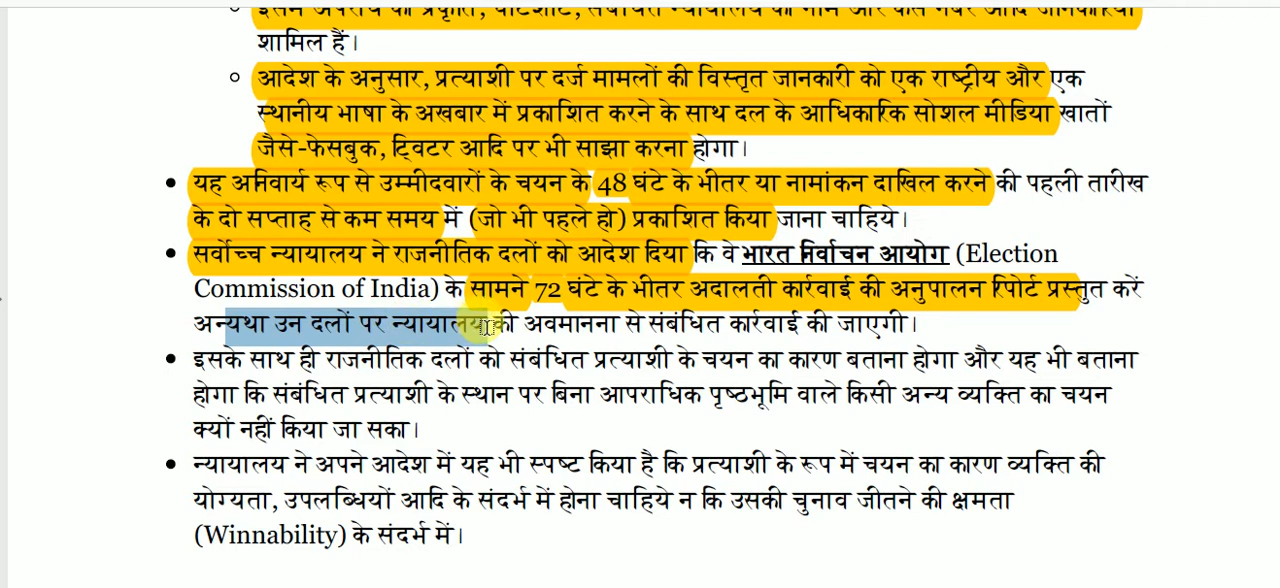 शामिल हैं।
आदेश के अनुसार, प्रत्याशी पर दर्ज मामलों की विस्तृत जानकारी को एक राष्ट्रीय और एक
स्थानीय भाषा के अखबार में प्रकाशित करने के साथ दल के आधिकारिक सोशल मीडिया खातों
जैसे-फेसबुक, ट्विटर आदि पर भी साझा करना होगा।
यह अनिवार्य रूप से उम्मीदवारों के चयन के 48 घंटे के भीतर या नामांकन दाखिल करने की पहली तारीख
के दो सप्ताह से कम समय में (जो भी पहले हो) प्रकाशित किया जाना चाहिये।
सर्वोच्च न्यायालय ने राजनीतिक दलों को आदेश दिया कि वे भारत निर्वाचन आयोग (Election
Commission of India) के सामने 72 घंटे के भीतर अदालती कार्रवाई की अनुपालन रिपोर्ट प्रस्तुत करें
अन्यथा उन दलों पर न्यायालय की अवमानना से संबंधित कार्रवाई की जाएगी।
इसके साथ ही राजनीतिक दलों को संबंधित प्रत्याशी के चयन का कारण बताना होगा और यह भी बताना
होगा कि संबंधित प्रत्याशी के स्थान पर बिना आपराधिक पृष्ठभूमि वाले किसी अन्य व्यक्ति का चयन
क्यों नहीं किया जा सका।
न्यायालय ने अपने आदेश में यह भी स्पष्ट किया है कि प्रत्याशी के रूप में चयन का कारण व्यक्ति की
योग्यता, उपलब्धियों आदि के संदर्भ में होना चाहिये न कि उसकी चुनाव जीतने की क्षमता
(Winnability) के संदर्भ में।